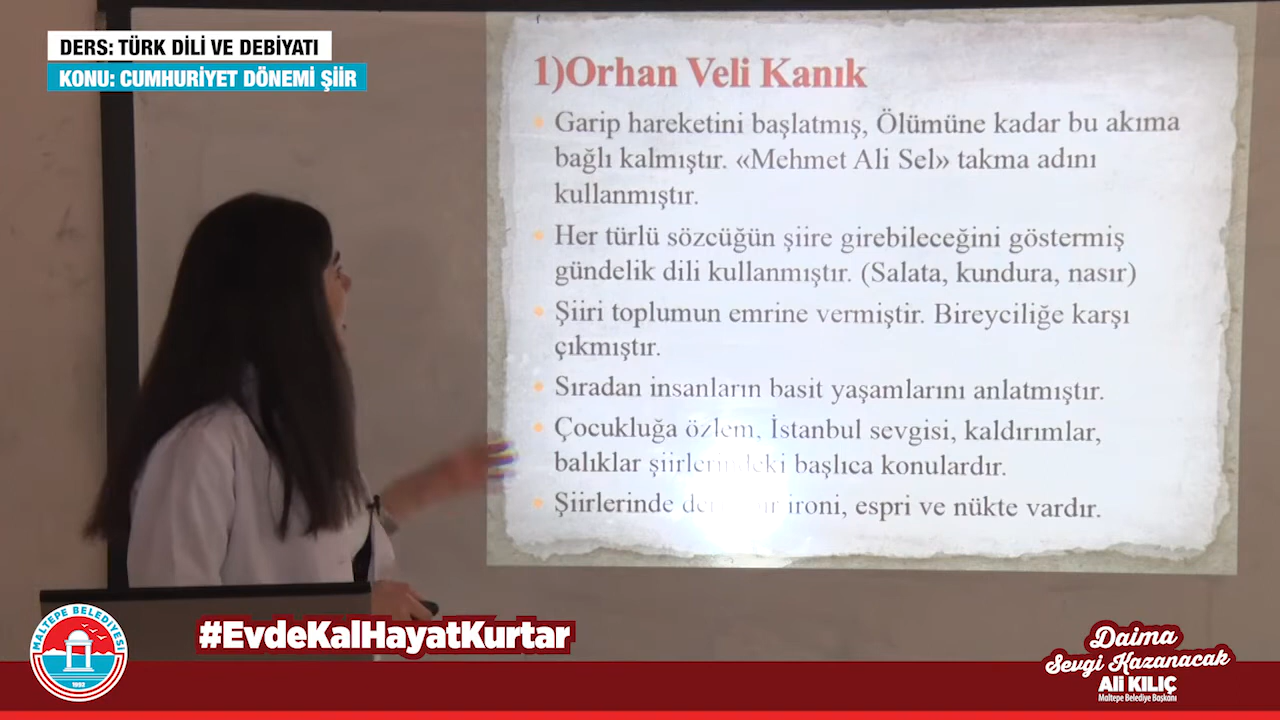 DERS: TÜRK DİLİ VE DEBİYATI
KONU: CUMHURİYET DÖNEMİ ŞİİR
1)Orhan Veli Kanık
Garip hareketini başlatmış, Ölümüne kadar bu akıma
bağlı kalmıştır. «Mehmet Ali Sel» takma adını
kullanmıştır.
Her türlü sözcüğün şiire girebileceğini göstermiş
gündelik dili kullanmıştır. (Salata, kundura, nasır)
Şiiri toplumun emrine vermiştir. Bireyciliğe karşı
çıkmıştır.
Sıradan insanların basit yaşamlarını anlatmıştır.
Çocukluğa özlem, İstanbul sevgisi, kaldırımlar,
balıklar şiirlerindeki başlıca konulardır.
Şiirlerinde ironi, espri ve nükte vardır.
MALTEPE BELEDİYESİ
1992
#EvdeKalHayatKurtar
Daima
Sevgi Kazanacak
Ali KILIÇ
Maltepe Belediye Başkanı